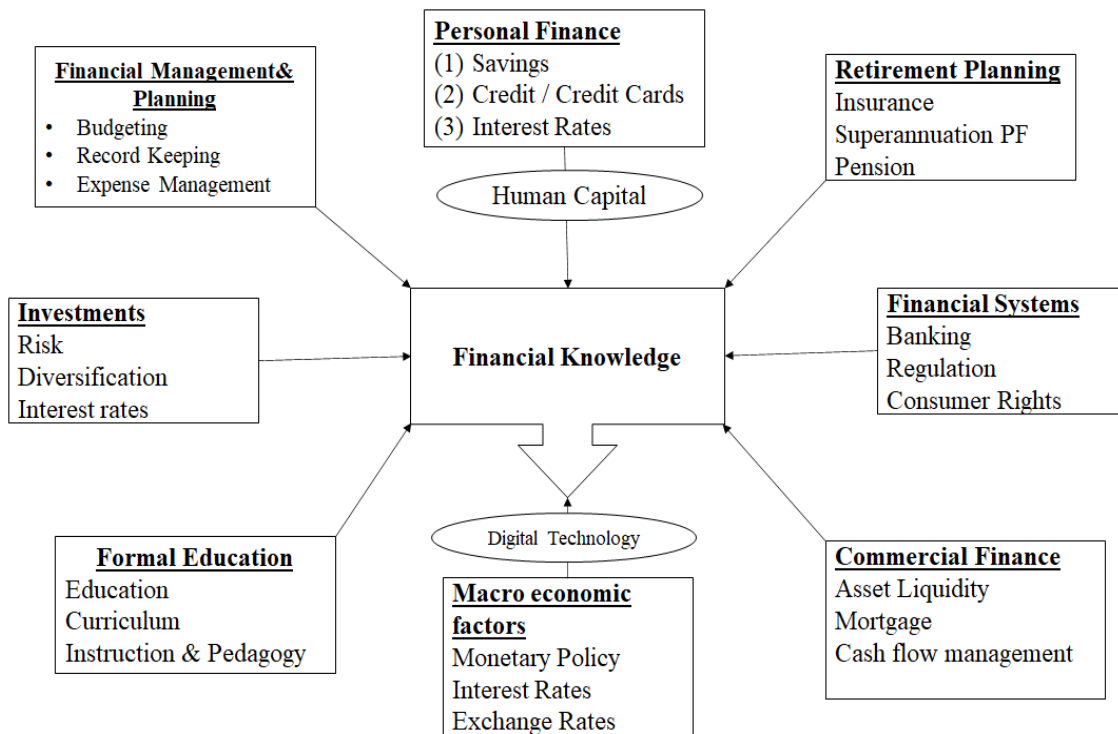 Financial Management&
Planning
• Budgeting
• Record Keeping
• Expense Management
Personal Finance
(1) Savings
(2) Credit / Credit Cards
(3) Interest Rates
Retirement Planning
Insurance
Superannuation PF
Pension
Human Capital
Investments
Risk
Diversification
Interest rates
Financial Knowledge
Financial Systems
Banking
Regulation
Consumer Rights
Formal Education
Education
Curriculum
Instruction & Pedagogy
Digital Technology
Macro economic
factors
Monetary Policy
Interest Rates
Exchange Rates
Commercial Finance
Asset Liquidity
Mortgage
Cash flow management